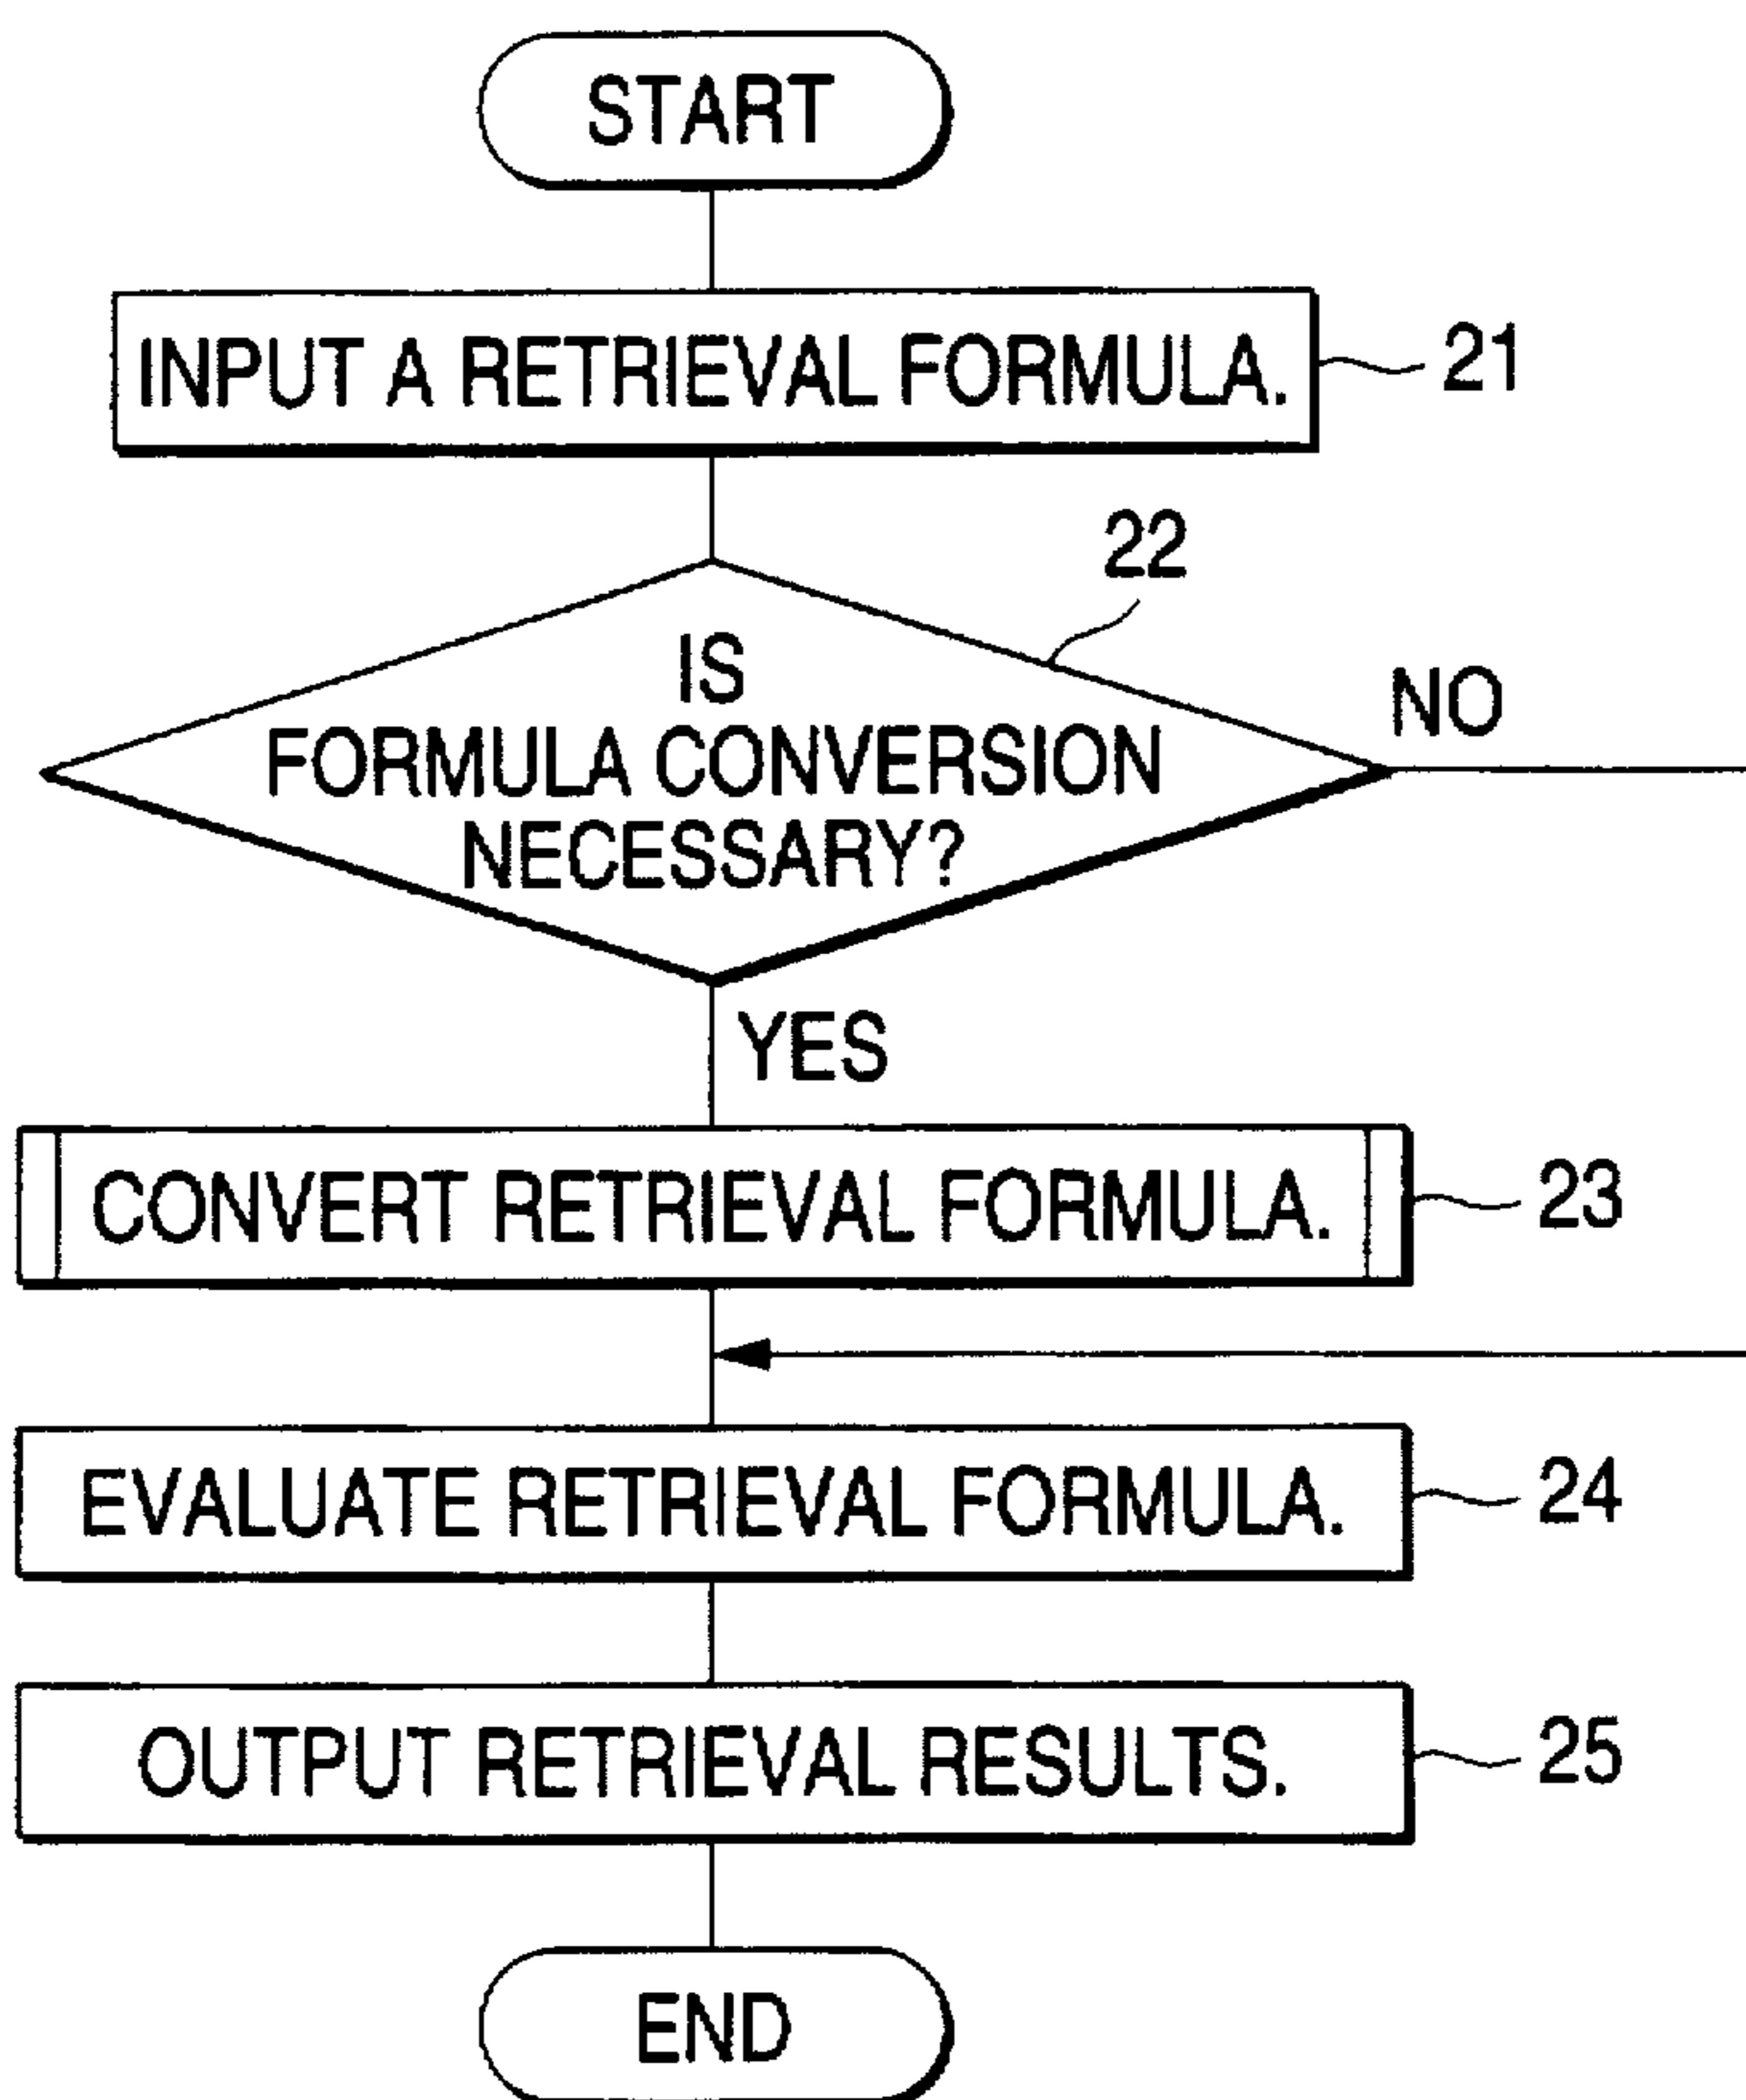 START
INPUT A RETRIEVAL FORMULA.
21
22
IS
FORMULA CONVERSION
NECESSARY?
NO
YES
CONVERT RETRIEVAL FORMULA.
23
EVALUATE RETRIEVAL FORMULA.
24
OUTPUT RETRIEVAL RESULTS.
25
END